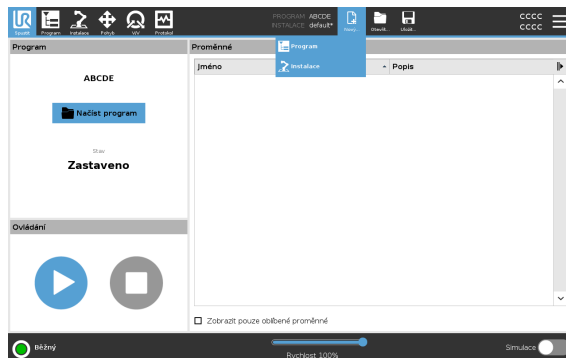 UR
Spustit Program Instalace Pohyb V/V Protokol
PROGRAM ABCDE
INSTALACE default*
Nový... Otevřít... Uložit...
CCCC
CCCC
Program
Instalace
Program
ABCDE
Načíst program
Stav
Zastaveno
Ovládání
Proměnné
Jméno
Popis
Zobrazit pouze oblíbené proměnné
Běžný
Rychlost 100%
Simulace